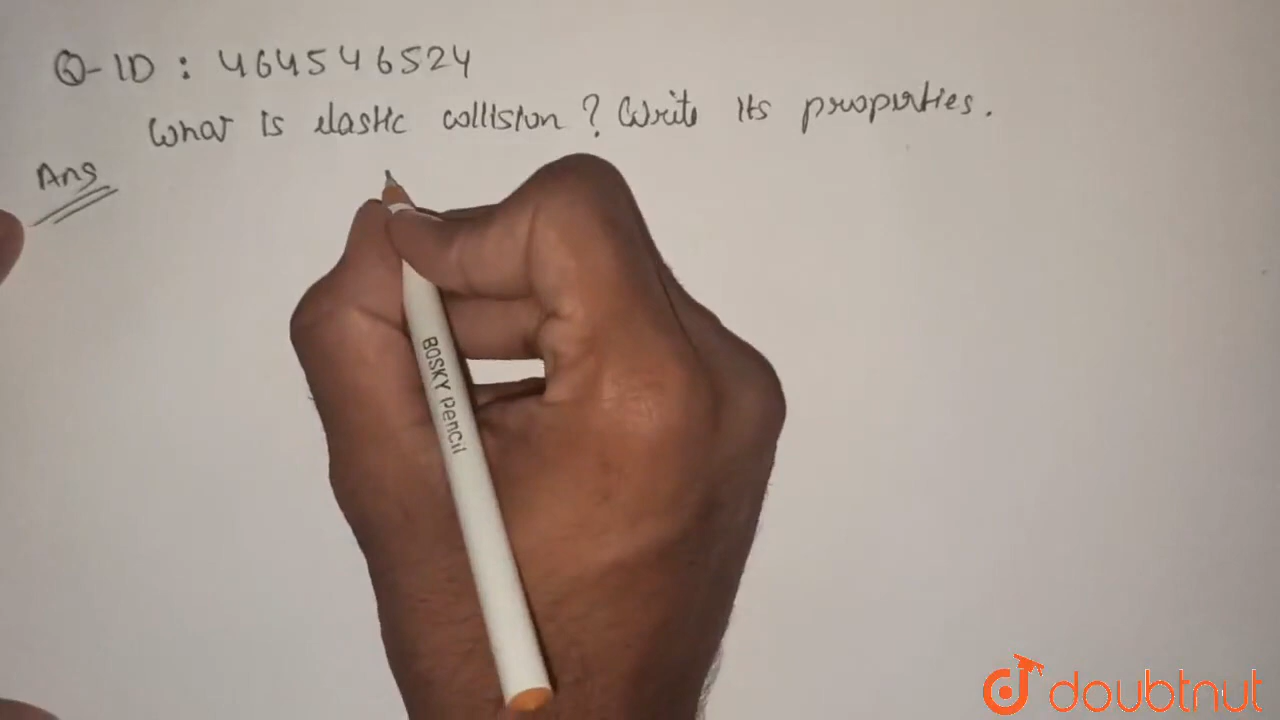 Q-ID : 464546524
What is elastic collision ? Write its properties.
Ans
BOSKY Pencil
doubtnut